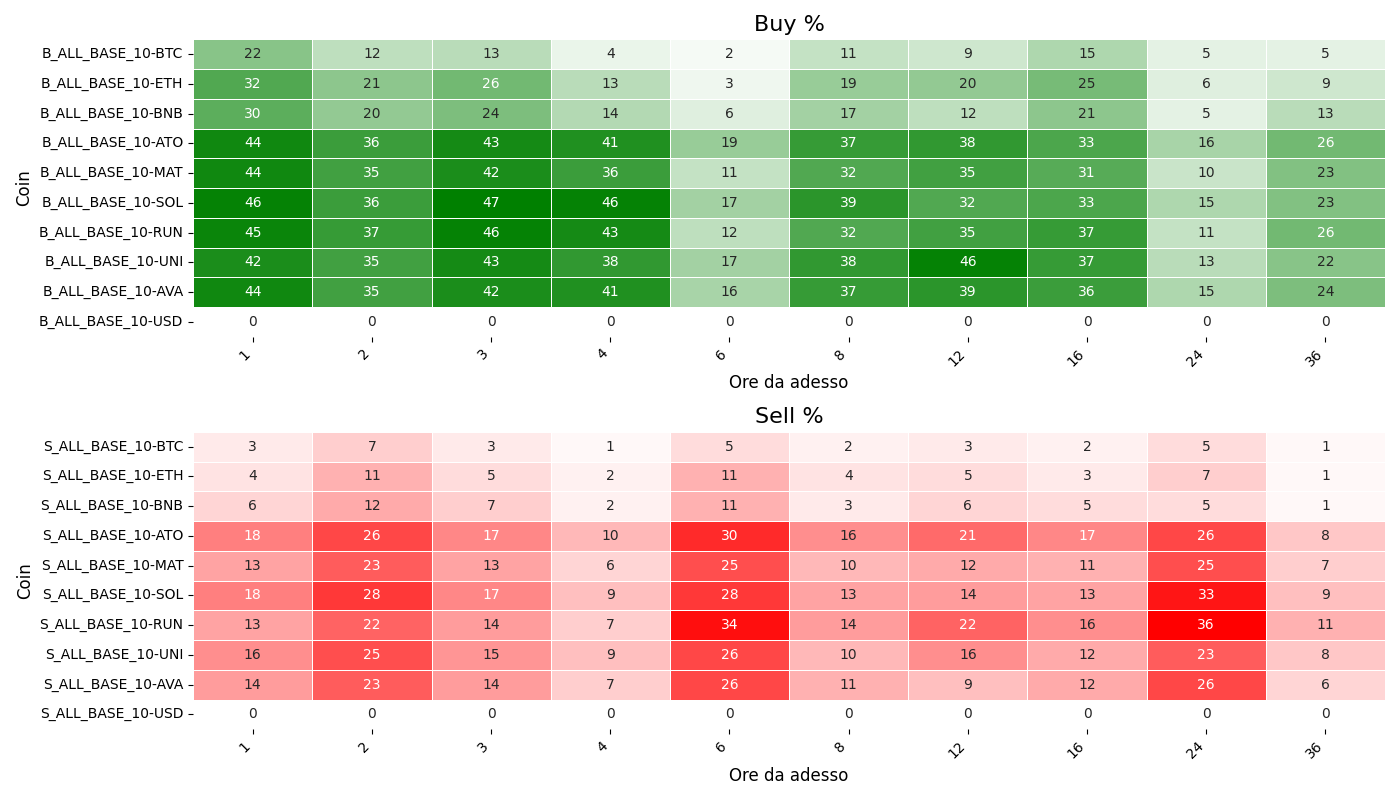 Buy %
Coin
B_ALL_BASE_10-BTC 22 12 13 4 2 11 9 15 5 5
B_ALL_BASE_10-ETH 32 21 26 13 3 19 20 25 6 9
B_ALL_BASE_10-BNB 30 20 24 14 6 17 12 21 5 13
B_ALL_BASE_10-ATO 44 36 43 41 19 37 38 33 16 26
B_ALL_BASE_10-MAT 44 35 42 36 11 32 35 31 10 23
B_ALL_BASE_10-SOL 46 36 47 46 17 39 32 33 15 23
B_ALL_BASE_10-RUN 45 37 46 43 12 32 35 37 11 26
B_ALL_BASE_10-UNI 42 35 43 38 17 38 46 37 13 22
B_ALL_BASE_10-AVA 44 35 42 41 16 37 39 36 15 24
B_ALL_BASE_10-USD 0 0 0 0 0 0 0 0 0 0
1 2 3 4 6 8 12 16 24 36
Ore da adesso
Sell %
Coin
S_ALL_BASE_10-BTC 3 7 3 1 5 2 3 2 5 1
S_ALL_BASE_10-ETH 4 11 5 2 11 4 5 3 7 1
S_ALL_BASE_10-BNB 6 12 7 2 11 3 6 5 5 1
S_ALL_BASE_10-ATO 18 26 17 10 30 16 21 17 26 8
S_ALL_BASE_10-MAT 13 23 13 6 25 10 12 11 25 7
S_ALL_BASE_10-SOL 18 28 17 9 28 13 14 13 33 9
S_ALL_BASE_10-RUN 13 22 14 7 34 14 22 16 36 11
S_ALL_BASE_10-UNI 16 25 15 9 26 10 16 12 23 8
S_ALL_BASE_10-AVA 14 23 14 7 26 11 9 12 26 6
S_ALL_BASE_10-USD 0 0 0 0 0 0 0 0 0 0
1 2 3 4 6 8 12 16 24 36
Ore da adesso